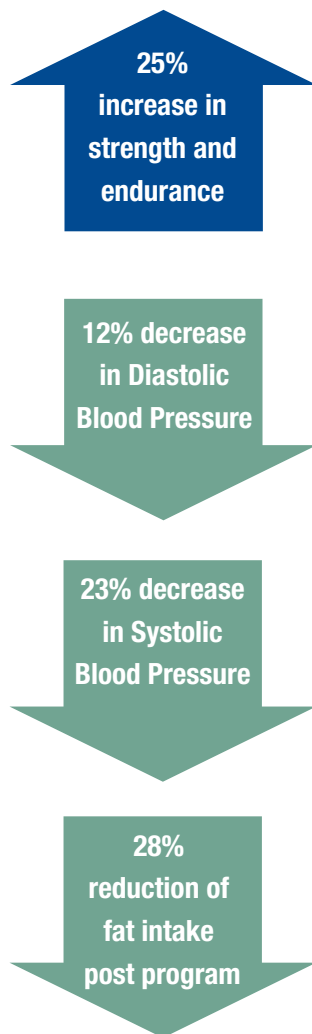 25%
increase in
strength and
endurance
12% decrease
in Diastolic
Blood Pressure
23% decrease
in Systolic
Blood Pressure
28%
reduction of
fat intake
post program